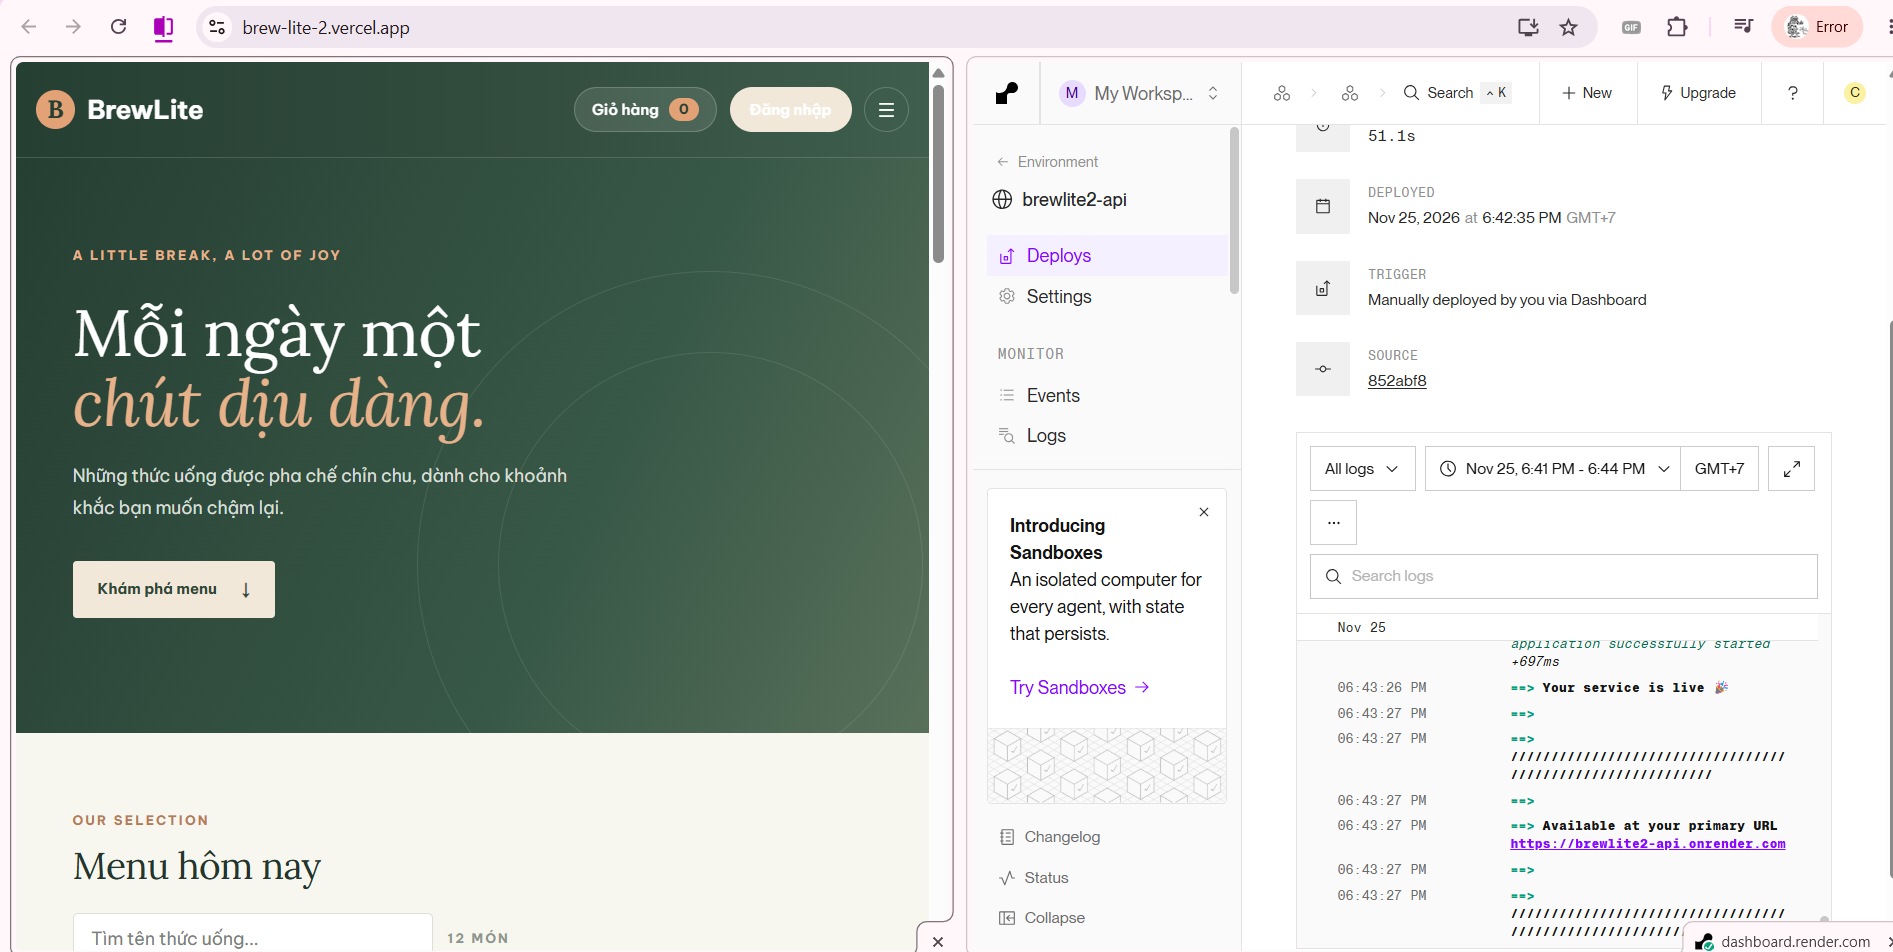 brew-lite-2.vercel.app
GIF
Error
B BrewLite
Giỏ hàng 0
Đăng nhập
A LITTLE BREAK, A LOT OF JOY
Mỗi ngày một
chút dịu dàng.
Những thức uống được pha chế chỉn chu, dành cho khoảnh
khắc bạn muốn chậm lại.
Khám phá menu ↓
OUR SELECTION
Menu hôm nay
Tìm tên thức uống...
12 MÓN
M My Worksp...
Search ^ K
+ New
Upgrade
?
C
← Environment
brewlite2-api
Deploys
Settings
MONITOR
Events
Logs
Introducing
Sandboxes
An isolated computer for
every agent, with state
that persists.
Try Sandboxes →
Changelog
Status
Collapse
51.1s
DEPLOYED
Nov 25, 2026 at 6:42:35 PM GMT+7
TRIGGER
Manually deployed by you via Dashboard
SOURCE
852abf8
All logs
Nov 25, 6:41 PM - 6:44 PM
GMT+7
...
Search logs
Nov 25
application successfully started
+697ms
06:43:26 PM ==> Your service is live 🎉
06:43:27 PM ==>
06:43:27 PM ==>
///////////////////////////////////
//////////////////////////
06:43:27 PM ==>
06:43:27 PM ==> Available at your primary URL
https://brewlite2-api.onrender.com
06:43:27 PM ==>
06:43:27 PM ==>
///////////////////////////////////
//////////////////////
dashboard.render.com